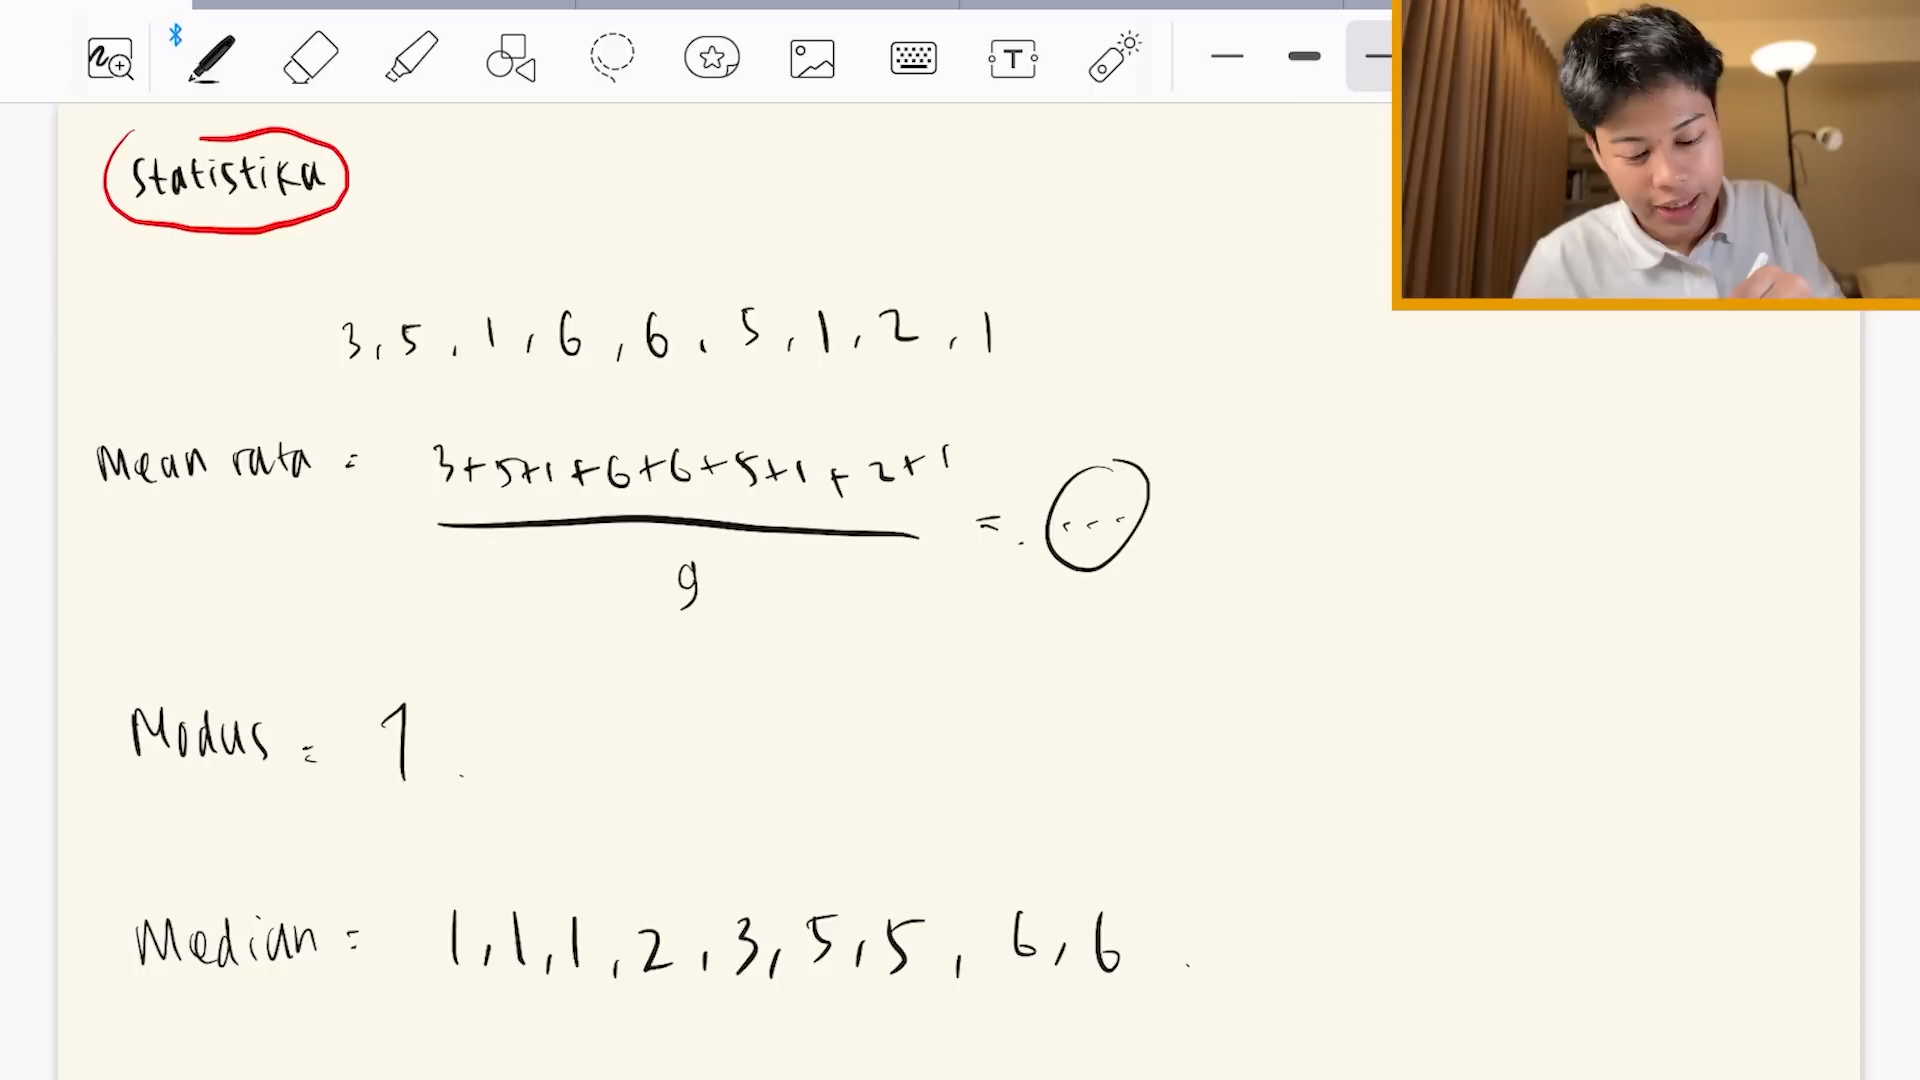 Statistika
3, 5, 1, 6, 6, 5, 1, 2, 1
Mean rata = 3+5+1+6+6+5+1+2+1
= ...
9
Modus = 1
Median = 1, 1, 1, 2, 3, 5, 5, 6, 6